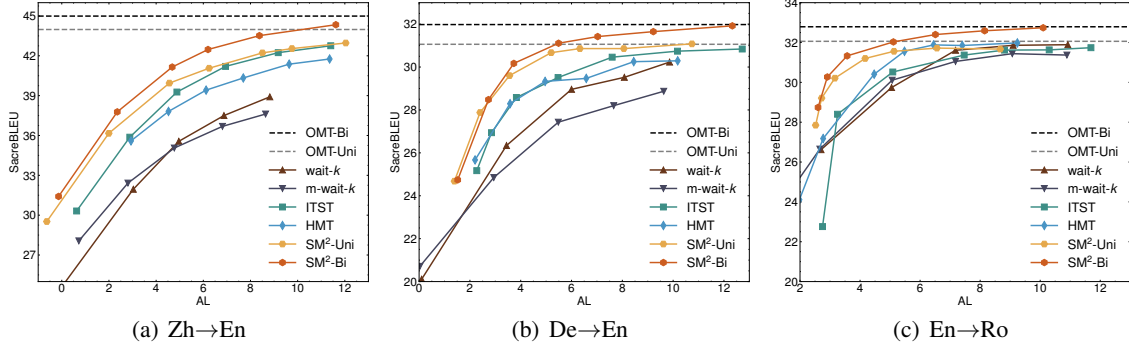 SacreBLEU
45
42
39
36
33
30
27
0
2
4
6
8
10
12
AL
OMT-Bi
OMT-Uni
wait-k
m-wait-k
ITST
HMT
SM²-Uni
SM²-Bi
(a) Zh→En
SacreBLEU
32
30
28
26
24
22
20
0
2
4
6
8
10
12
AL
OMT-Bi
OMT-Uni
wait-k
m-wait-k
ITST
HMT
SM²-Uni
SM²-Bi
(b) De→En
SacreBLEU
34
32
30
28
26
24
22
20
2
4
6
8
10
12
AL
OMT-Bi
OMT-Uni
wait-k
m-wait-k
ITST
HMT
SM²-Uni
SM²-Bi
(c) En→Ro